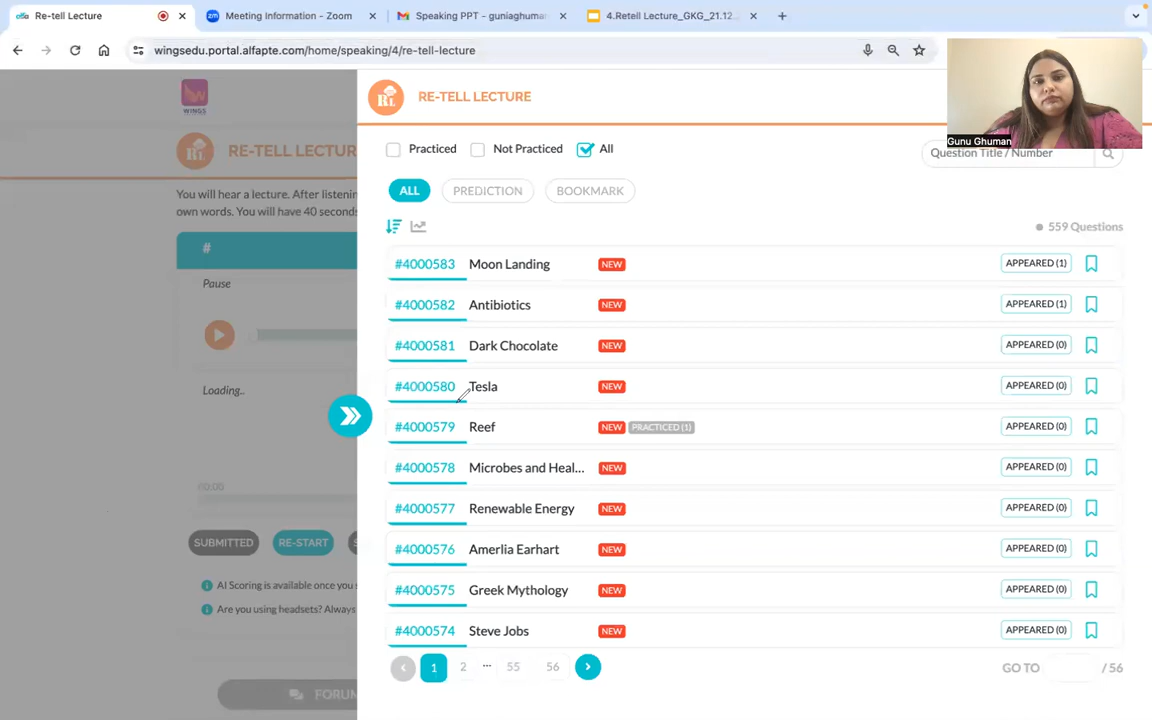 Re-tell Lecture
Meeting Information - Zoom
Speaking PPT - guniaghuman
4.Retell Lecture_GKG_21.12...
wingsedu.portal.alfapte.com/home/speaking/4/re-tell-lecture
WINGS
RE-TELL LECTURE
You will hear a lecture. After listenin
own words. You will have 40 second
#
Pause
Loading..
00:00
SUBMITTED
RE-START
S
AI Scoring is available once you
Are you using headsets? Always
FORUM
RL
RE-TELL LECTURE
Gunu Ghuman
Practiced
Not Practiced
All
Question Title / Number
ALL
PREDICTION
BOOKMARK
559 Questions
#4000583 Moon Landing NEW APPEARED (1)
#4000582 Antibiotics NEW APPEARED (1)
#4000581 Dark Chocolate NEW APPEARED (0)
#4000580 Tesla NEW APPEARED (0)
#4000579 Reef NEW PRACTICED (1) APPEARED (0)
#4000578 Microbes and Heal... NEW APPEARED (0)
#4000577 Renewable Energy NEW APPEARED (0)
#4000576 Amerlia Earhart NEW APPEARED (0)
#4000575 Greek Mythology NEW APPEARED (0)
#4000574 Steve Jobs NEW APPEARED (0)
1 2 ... 55 56
GO TO / 56